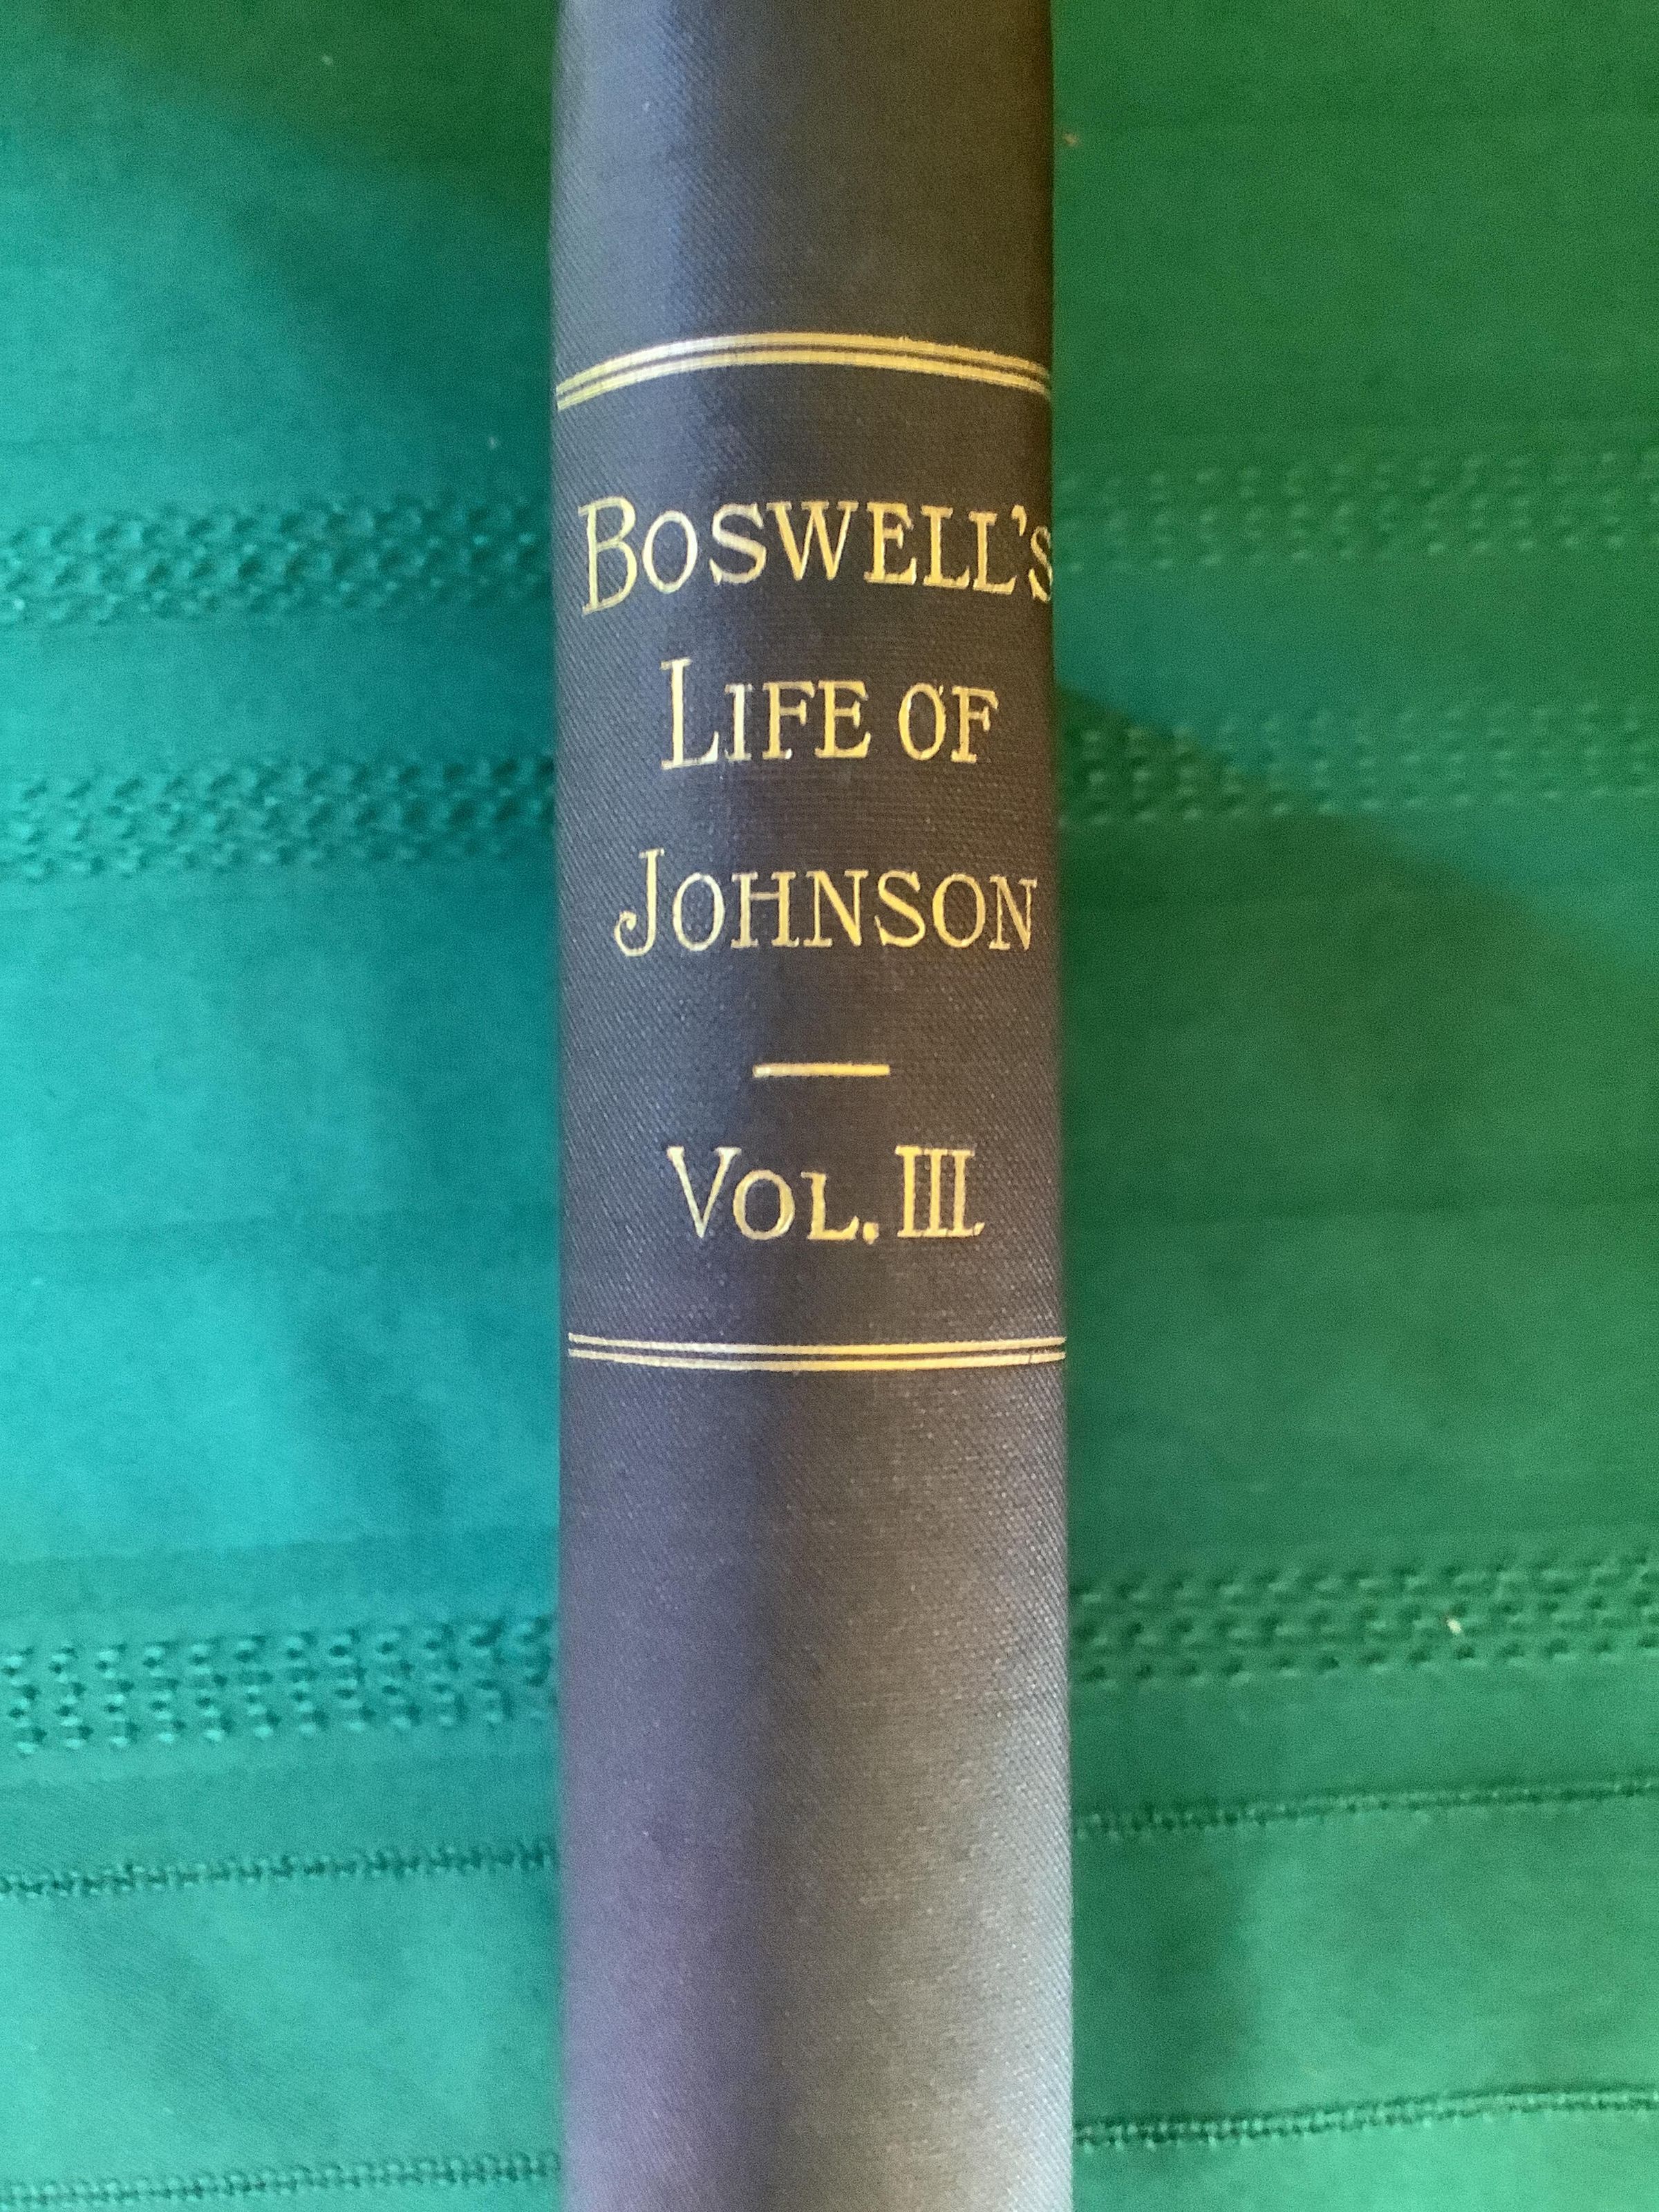 BOSWELL'S
LIFE OF
JOHNSON
VOL. III.